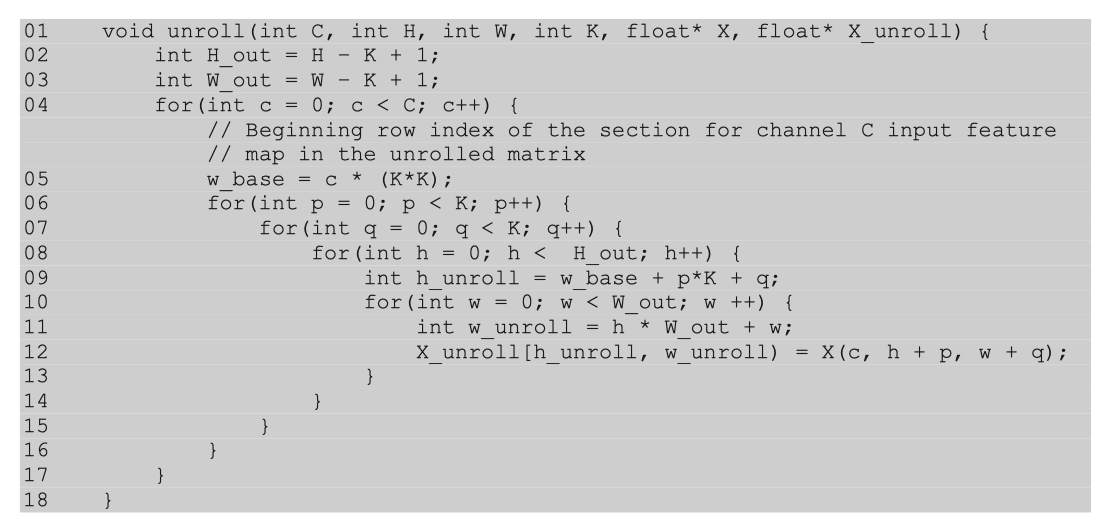 01 void unroll(int C, int H, int W, int K, float* X, float* X_unroll) {
02 int H_out = H - K + 1;
03 int W_out = W - K + 1;
04 for(int c = 0; c < C; c++) {
// Beginning row index of the section for channel C input feature
// map in the unrolled matrix
05 w_base = c * (K*K);
06 for(int p = 0; p < K; p++) {
07 for(int q = 0; q < K; q++) {
08 for(int h = 0; h < H_out; h++) {
09 int h_unroll = w_base + p*K + q;
10 for(int w = 0; w < W_out; w ++) {
11 int w_unroll = h * W_out + w;
12 X_unroll[h_unroll, w_unroll) = X(c, h + p, w + q);
13 }
14 }
15 }
16 }
17 }
18 }